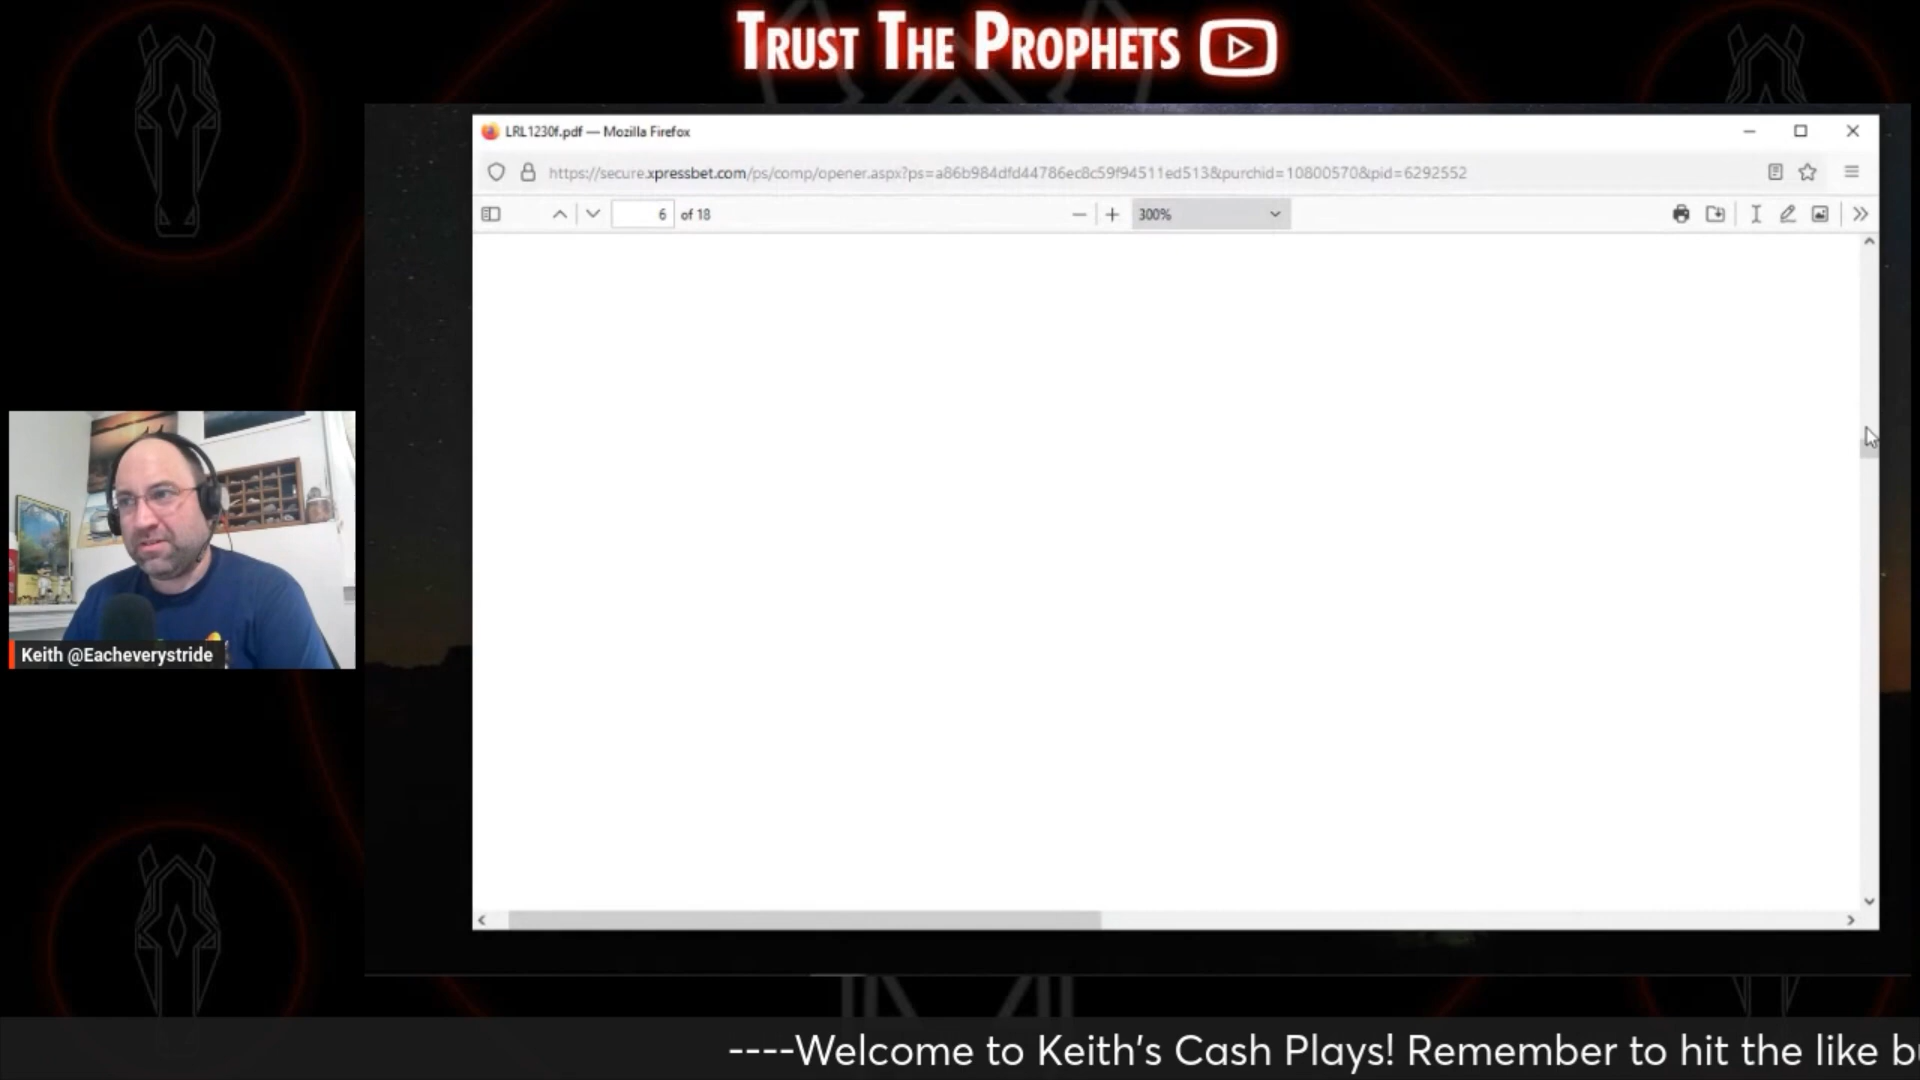 TRUST THE PROPHETS
LRL1230f.pdf — Mozilla Firefox
https://secure.xpressbet.com/ps/comp/opener.aspx?ps=a86b984dfd44786ec8c59f94511ed513&purchid=10800570&pid=6292552
6 of 18
300%
Keith @Eacheverystride
----Welcome to Keith's Cash Plays! Remember to hit the like b